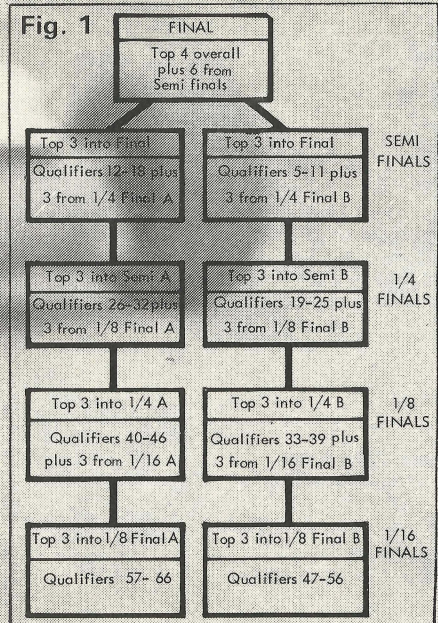 Fig. 1
FINAL
Top 4 overall
plus 6 from
Semi finals
Top 3 into Final
Qualifiers 12-18 plus
3 from 1/4 Final A
Top 3 into Final
Qualifiers 5-11 plus
3 from 1/4 Final B
SEMI
FINALS
Top 3 into Semi A
Qualifiers 26-32 plus
3 from 1/8 Final A
Top 3 into Semi B
Qualifiers 19-25 plus
3 from 1/8 Final B
1/4
FINALS
Top 3 into 1/4 A
Qualifiers 40-46
plus 3 from 1/16 A
Top 3 into 1/4 B
Qualifiers 33-39 plus
3 from 1/16 Final B
1/8
FINALS
Top 3 into 1/8 Final A
Qualifiers 57- 66
Top 3 into 1/8 Final B
Qualifiers 47-56
1/16
FINALS